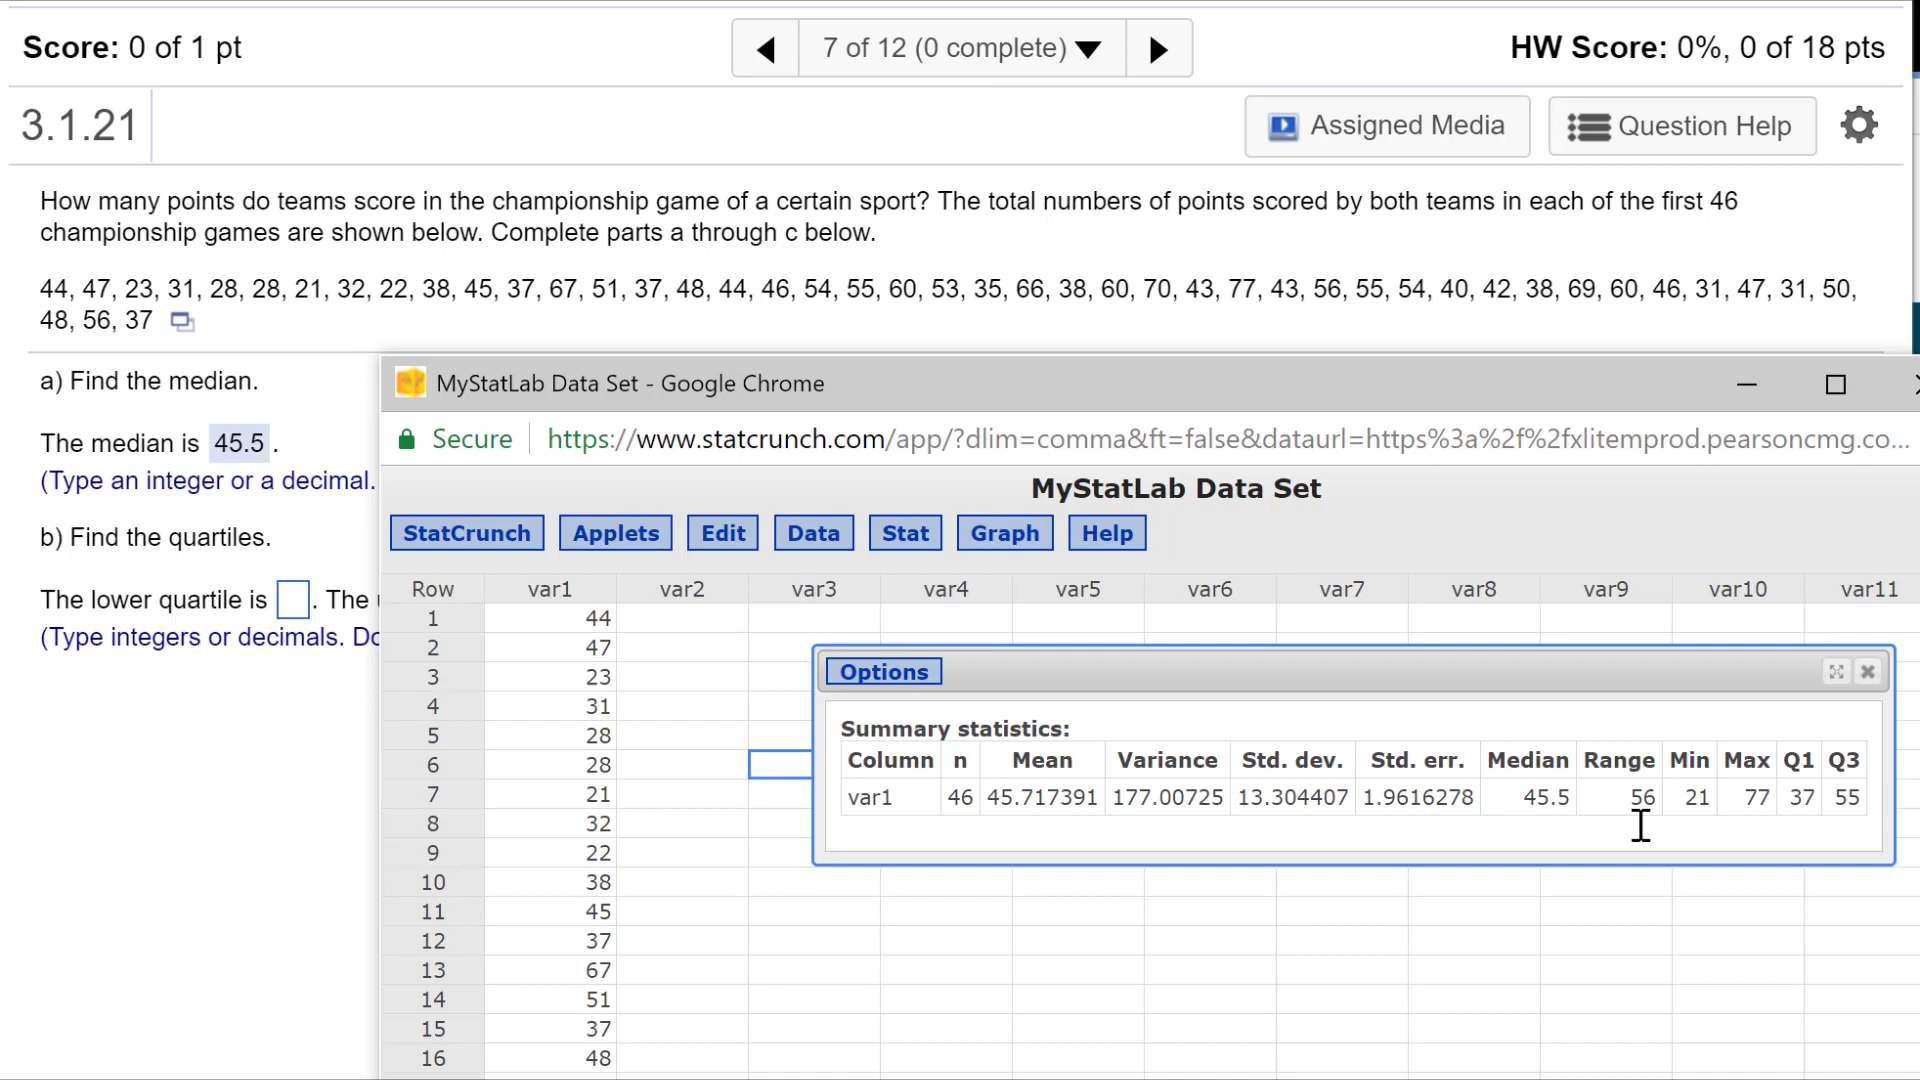 Score: 0 of 1 pt
7 of 12 (0 complete)
HW Score: 0%, 0 of 18 pts
3.1.21
Assigned Media
Question Help
How many points do teams score in the championship game of a certain sport? The total numbers of points scored by both teams in each of the first 46
championship games are shown below. Complete parts a through c below.
44, 47, 23, 31, 28, 28, 21, 32, 22, 38, 45, 37, 67, 51, 37, 48, 44, 46, 54, 55, 60, 53, 35, 66, 38, 60, 70, 43, 77, 43, 56, 55, 54, 40, 42, 38, 69, 60, 46, 31, 47, 31, 50,
48, 56, 37
a) Find the median.
The median is 45.5 .
(Type an integer or a decimal.
b) Find the quartiles.
The lower quartile is . The
(Type integers or decimals.
MyStatLab Data Set - Google Chrome
Secure https://www.statcrunch.com/app/?dlim=comma&ft=false&dataurl=https%3a%2f%2fxlitemprod.pearsoncmg.co...
MyStatLab Data Set
StatCrunch Applets Edit Data Stat Graph Help
Row var1 var2 var3 var4 var5 var6 var7 var8 var9 var10 var11
1 44
2 47
3 23
4 31
5 28
6 28
7 21
8 32
9 22
10 38
11 45
12 37
13 67
14 51
15 37
16 48
Options
Summary statistics:
Column n Mean Variance Std. dev. Std. err. Median Range Min Max Q1 Q3
var1 46 45.717391 177.00725 13.304407 1.9616278 45.5 56 21 77 37 55